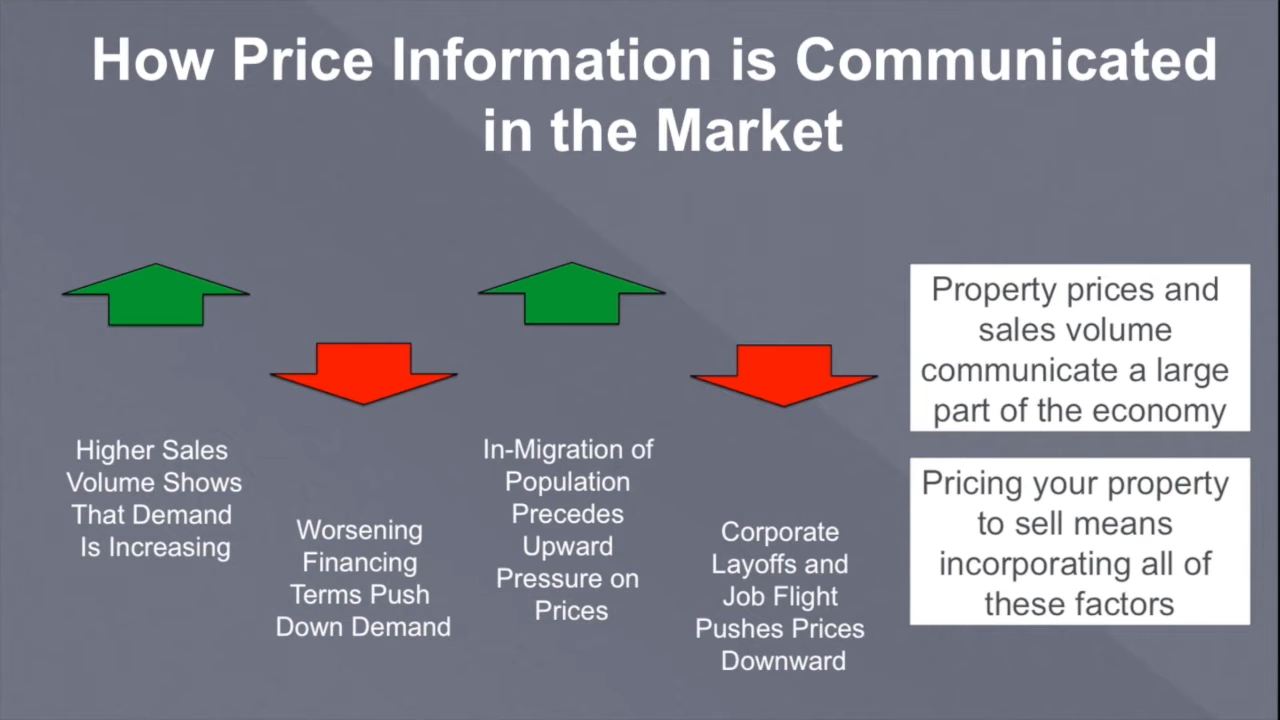 How Price Information is Communicated
in the Market
Higher Sales
Volume Shows
That Demand
Is Increasing
Worsening
Financing
Terms Push
Down Demand
In-Migration of
Population
Precedes
Upward
Pressure on
Prices
Corporate
Layoffs and
Job Flight
Pushes Prices
Downward
Property prices and
sales volume
communicate a large
part of the economy
Pricing your property
to sell means
incorporating all of
these factors